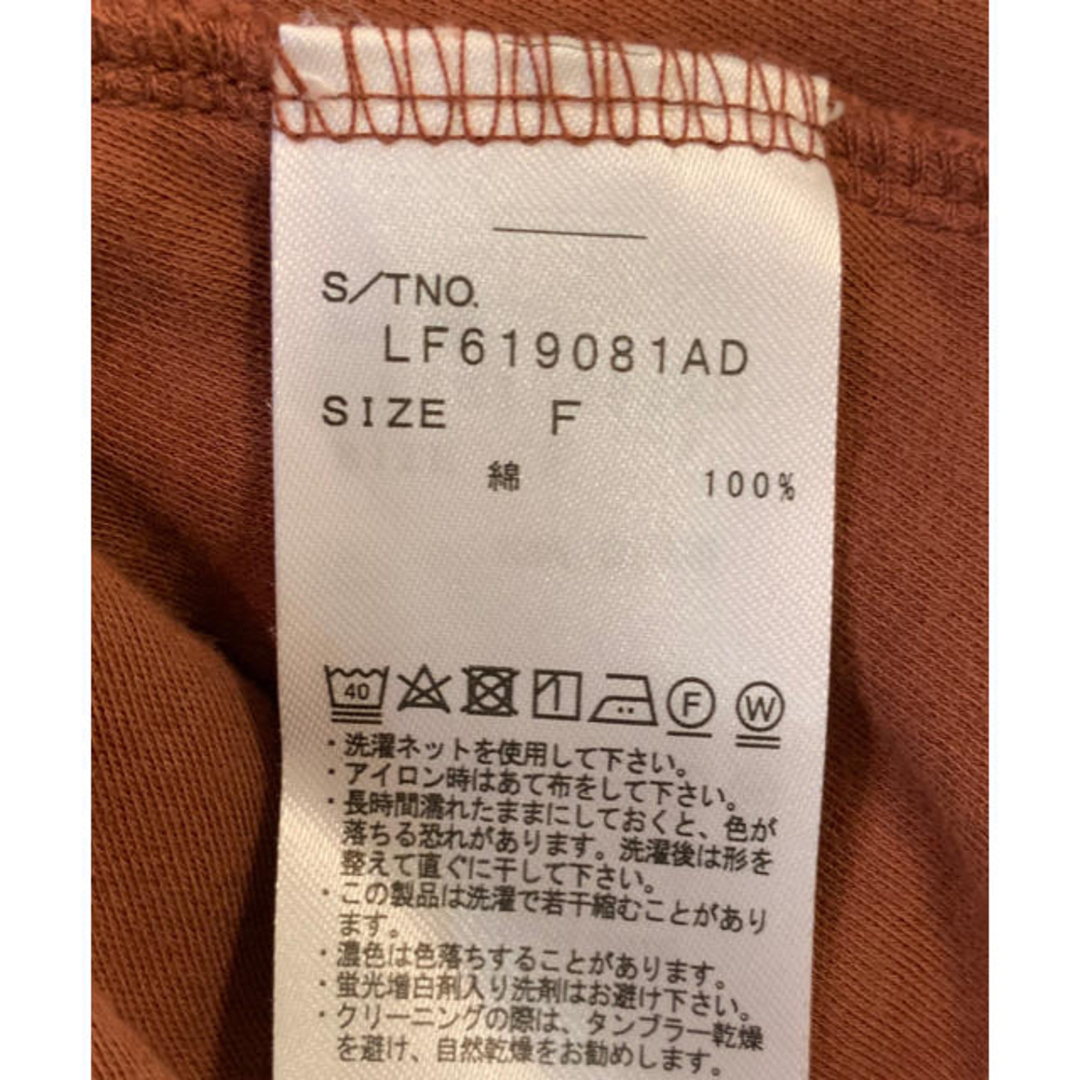 S/TNO.
LF619081AD
SIZE F
綿 100%
40 F W
・洗濯ネットを使用して下さい。
・アイロン時はあて布をして下さい。
・長時間濡れたままにしておくと、色が
落ちる恐れがあります。洗濯後は形を
整えて直ぐに干して下さい。
・この製品は洗濯で若干縮むことがあり
ます。
・濃色は色落ちすることがあります。
・蛍光増白剤入り洗剤はお避け下さい。
・クリーニングの際は、タンブラー乾燥
を避け、自然乾燥をお勧めします。